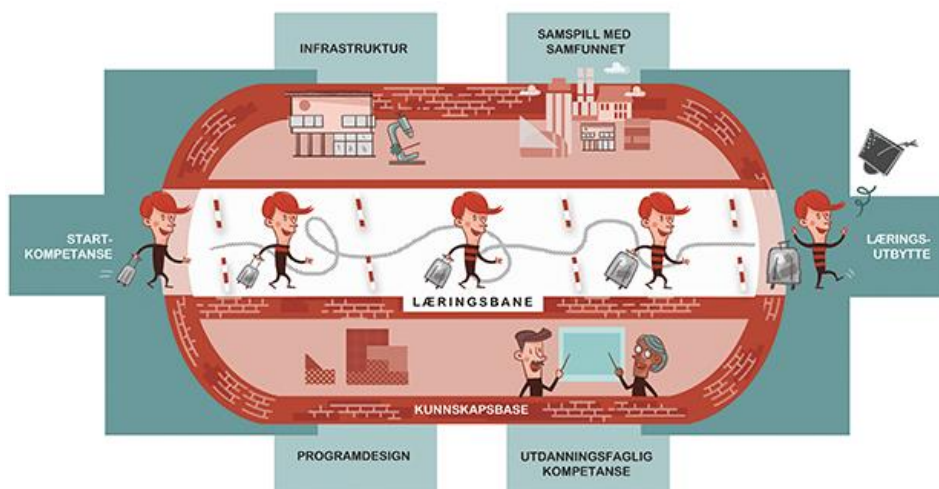 INFRASTRUKTUR
SAMSPILL MED
SAMFUNNET
START-
KOMPETANSE
LÆRINGS-
UTBYTTE
LÆRINGSBANE
KUNNSKAPSBASE
PROGRAMDESIGN
UTDANNINGSFAGLIG
KOMPETANSE